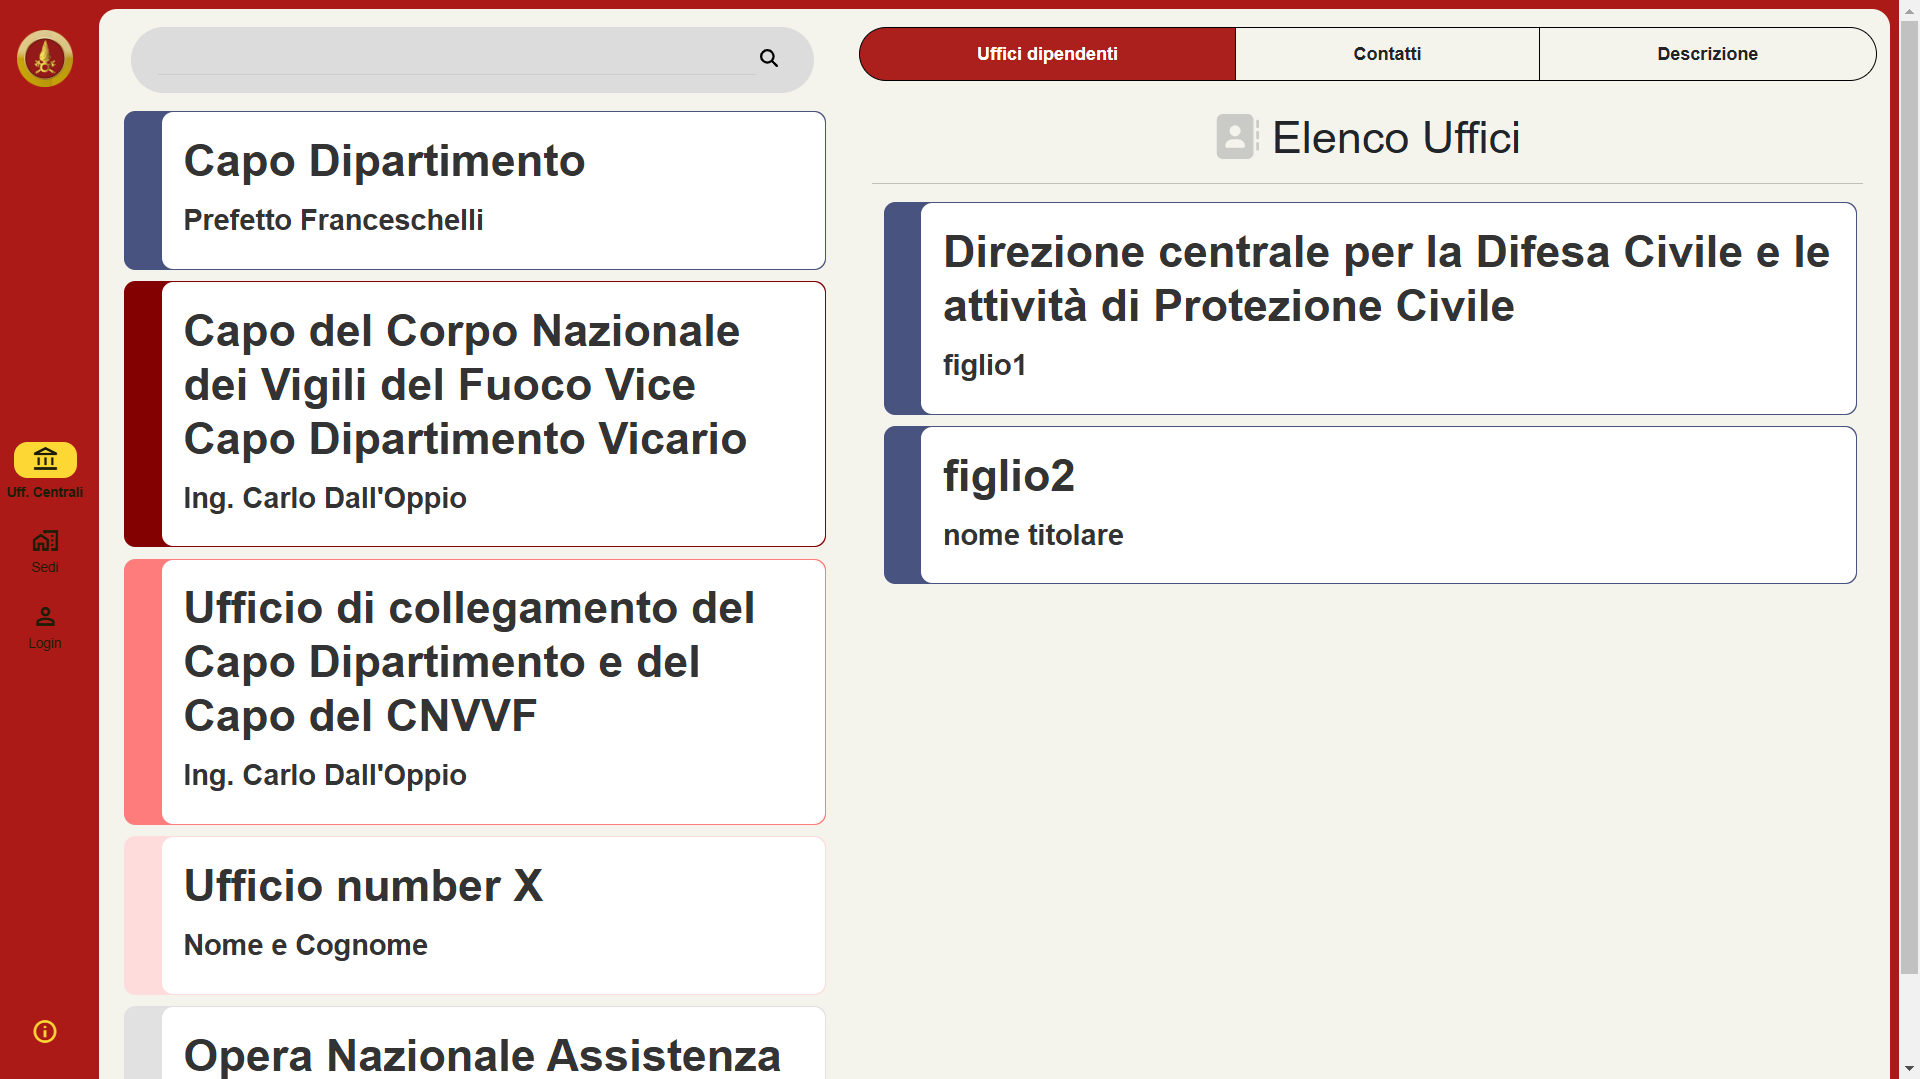 Uff. Centrali
Sedi
Login
Capo Dipartimento
Prefetto Franceschelli
Capo del Corpo Nazionale
dei Vigili del Fuoco Vice
Capo Dipartimento Vicario
Ing. Carlo Dall'Oppio
Ufficio di collegamento del
Capo Dipartimento e del
Capo del CNVVF
Ing. Carlo Dall'Oppio
Ufficio number X
Nome e Cognome
Opera Nazionale Assistenza
Uffici dipendenti
Contatti
Descrizione
Elenco Uffici
Direzione centrale per la Difesa Civile e le
attività di Protezione Civile
figlio1
figlio2
nome titolare